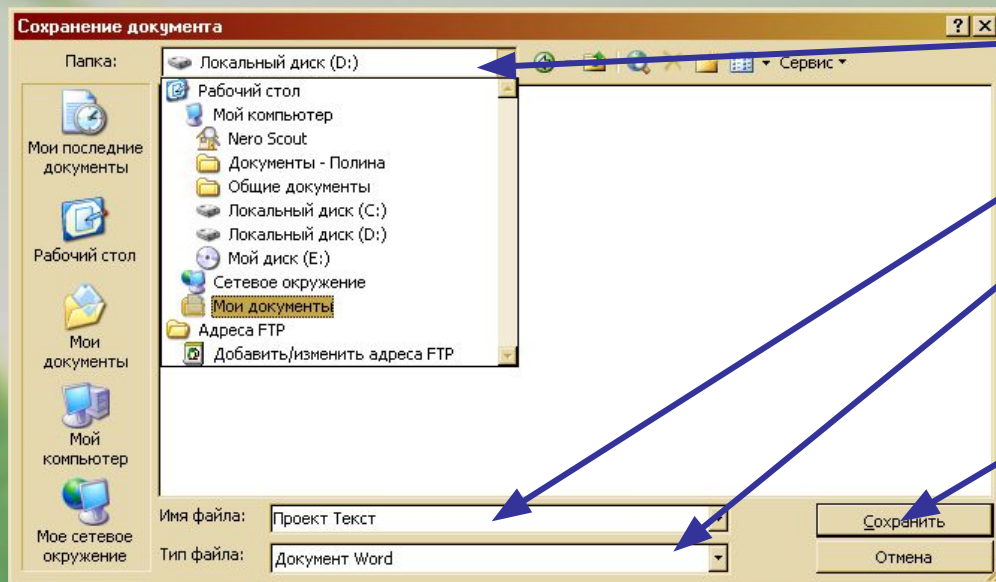 Сохранение документа
Папка:
Локальный диск (D:)
Сервис
Рабочий стол
Мой компьютер
Nero Scout
Документы - Полина
Общие документы
Локальный диск (C:)
Локальный диск (D:)
Мой диск (E:)
Сетевое окружение
Мои документы
Адреса FTP
Добавить/изменить адреса FTP
Мои последние
документы
Рабочий стол
Мои
документы
Мой
компьютер
Мое сетевое
окружение
Имя файла:
Проект Текст
Сохранить
Тип файла:
Документ Word
Отмена